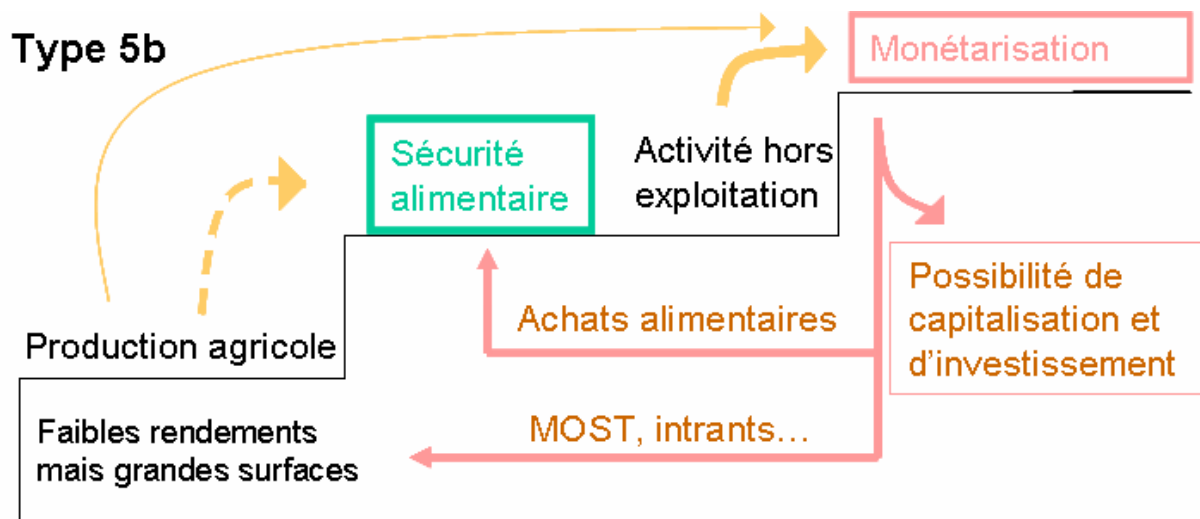 Type 5b
Monétarisation
Sécurité
alimentaire
Activité hors
exploitation
Possibilité de
capitalisation et
d'investissement
Achats alimentaires
Production agricole
Faibles rendements
mais grandes surfaces
MOST, intrants…